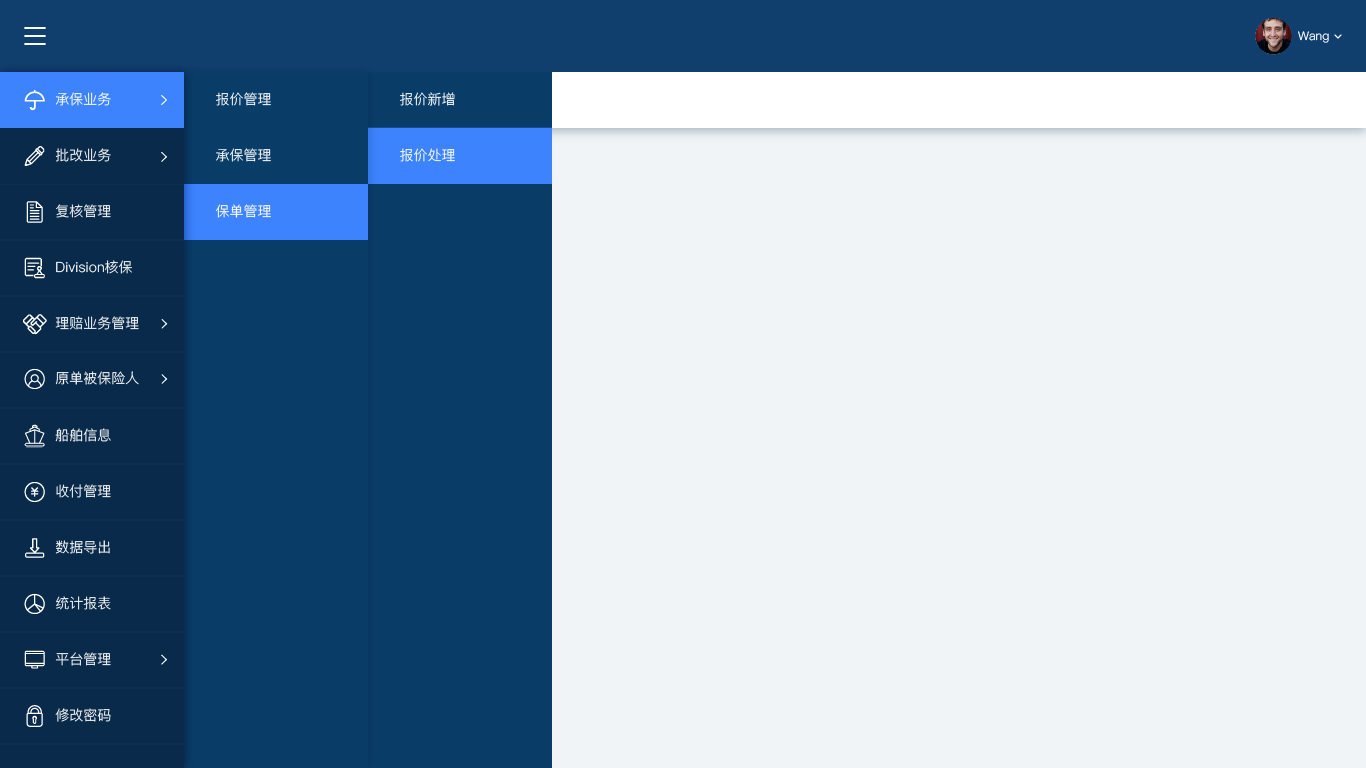 Wang
承保业务
批改业务
复核管理
Division核保
理赔业务管理
原单被保险人
船舶信息
收付管理
数据导出
统计报表
平台管理
修改密码
报价管理
承保管理
保单管理
报价新增
报价处理